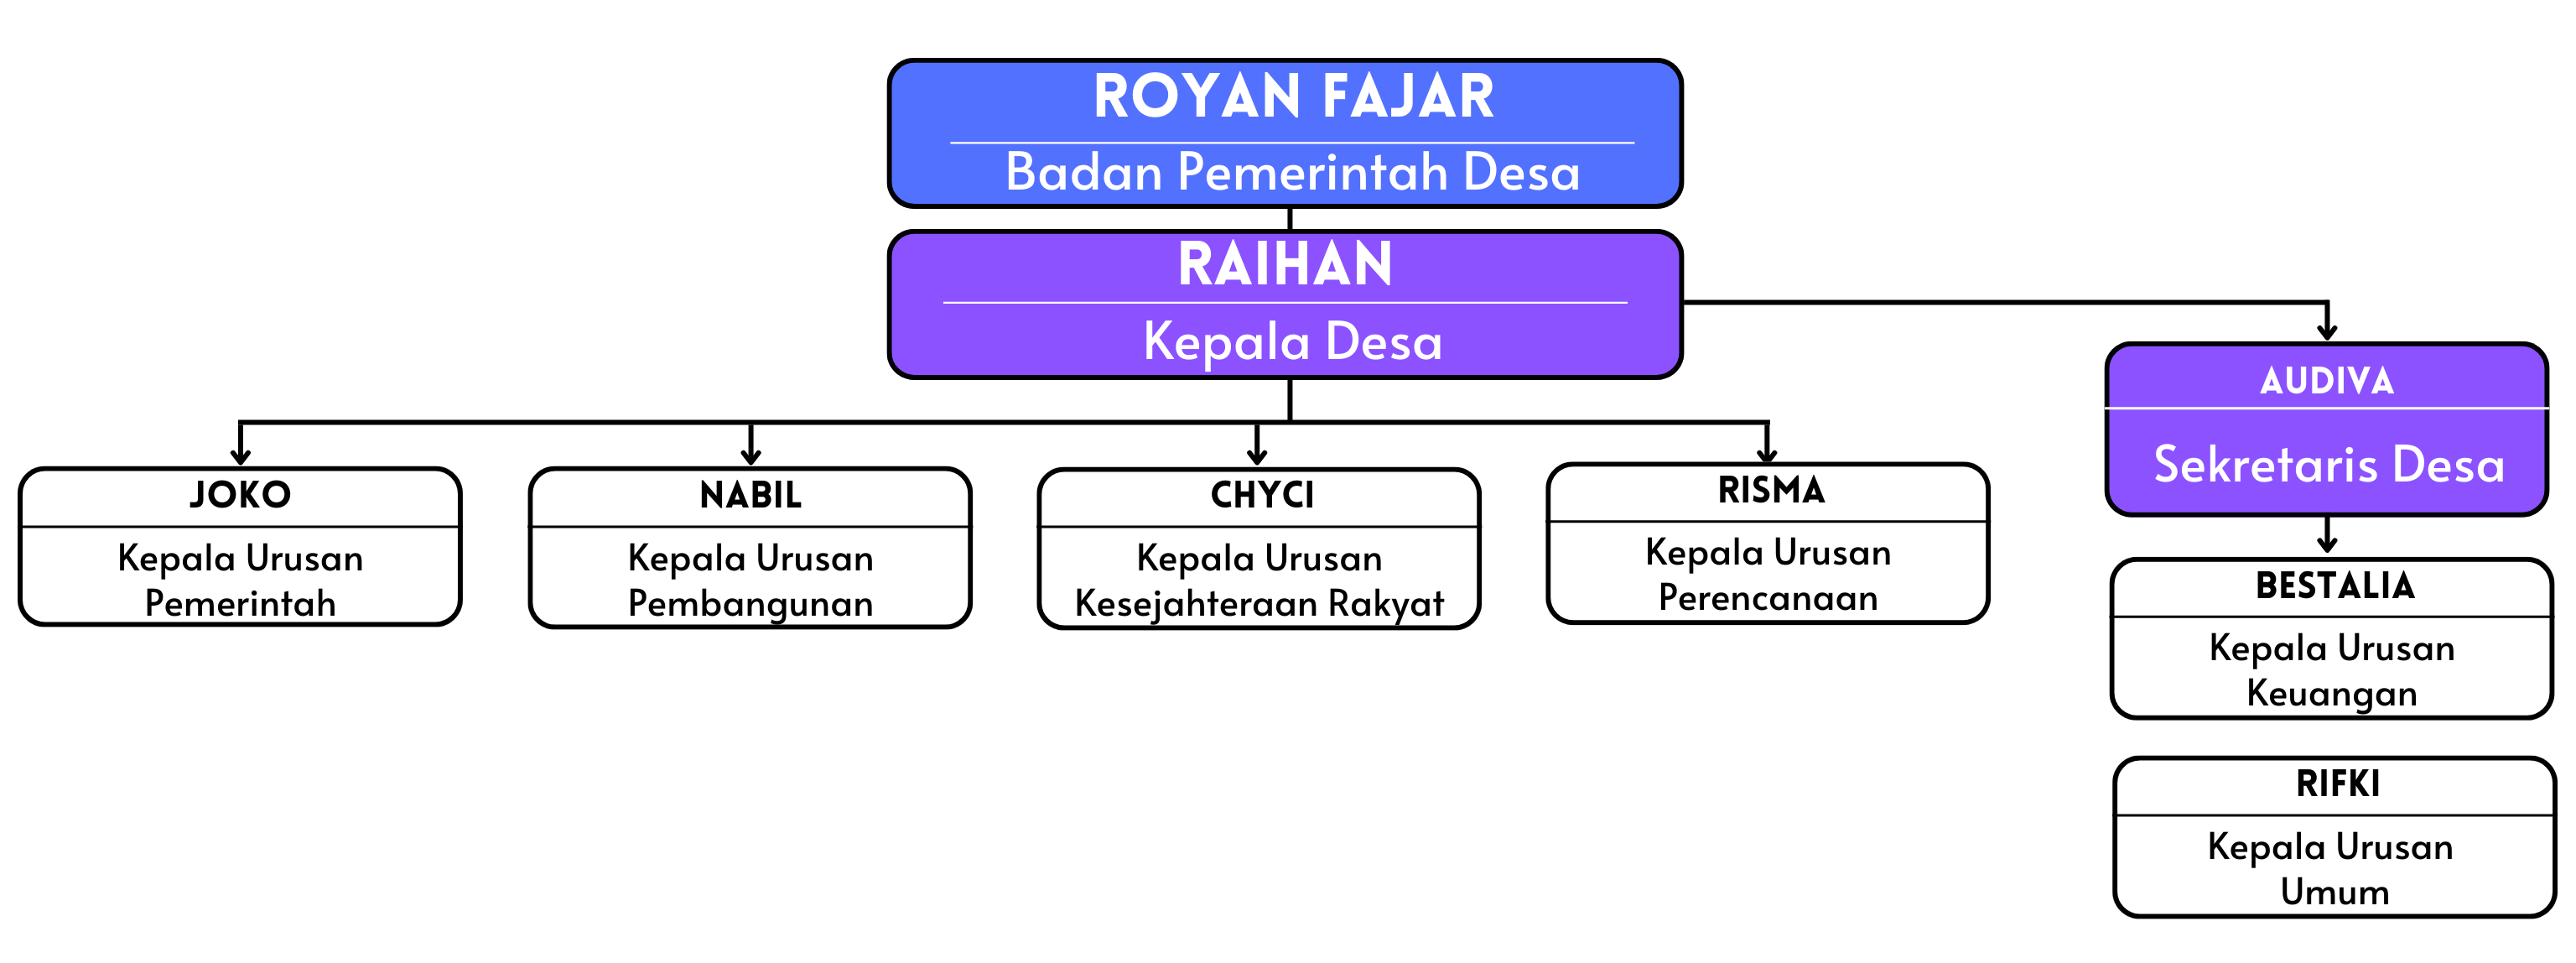 ROYAN FAJAR
Badan Pemerintah Desa
RAIHAN
Kepala Desa
AUDIVA
Sekretaris Desa
JOKO
Kepala Urusan
Pemerintah
NABIL
Kepala Urusan
Pembangunan
CHYCI
Kepala Urusan
Kesejahteraan Rakyat
RISMA
Kepala Urusan
Perencanaan
BESTALIA
Kepala Urusan
Keuangan
RIFKI
Kepala Urusan
Umum